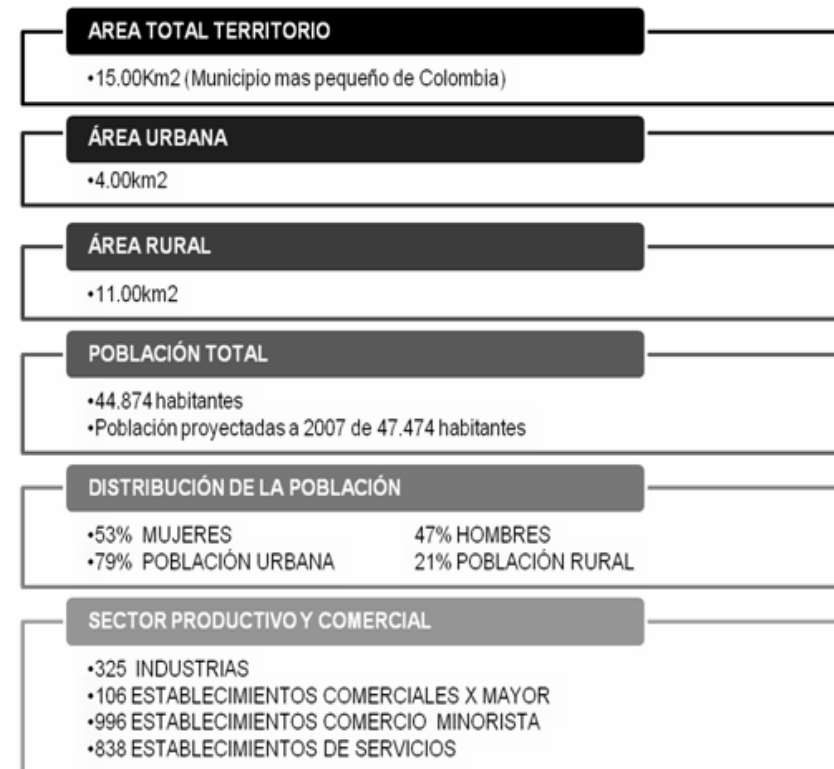 AREA TOTAL TERRITORIO
•15.00Km2 (Municipio mas pequeño de Colombia)
ÁREA URBANA
•4.00km2
ÁREA RURAL
•11.00km2
POBLACIÓN TOTAL
•44.874 habitantes
•Población proyectadas a 2007 de 47.474 habitantes
DISTRIBUCIÓN DE LA POBLACIÓN
•53% MUJERES 47% HOMBRES
•79% POBLACIÓN URBANA 21% POBLACIÓN RURAL
SECTOR PRODUCTIVO Y COMERCIAL
•325 INDUSTRIAS
•106 ESTABLECIMIENTOS COMERCIALES X MAYOR
•996 ESTABLECIMIENTOS COMERCIO MINORISTA
•838 ESTABLECIMIENTOS DE SERVICIOS